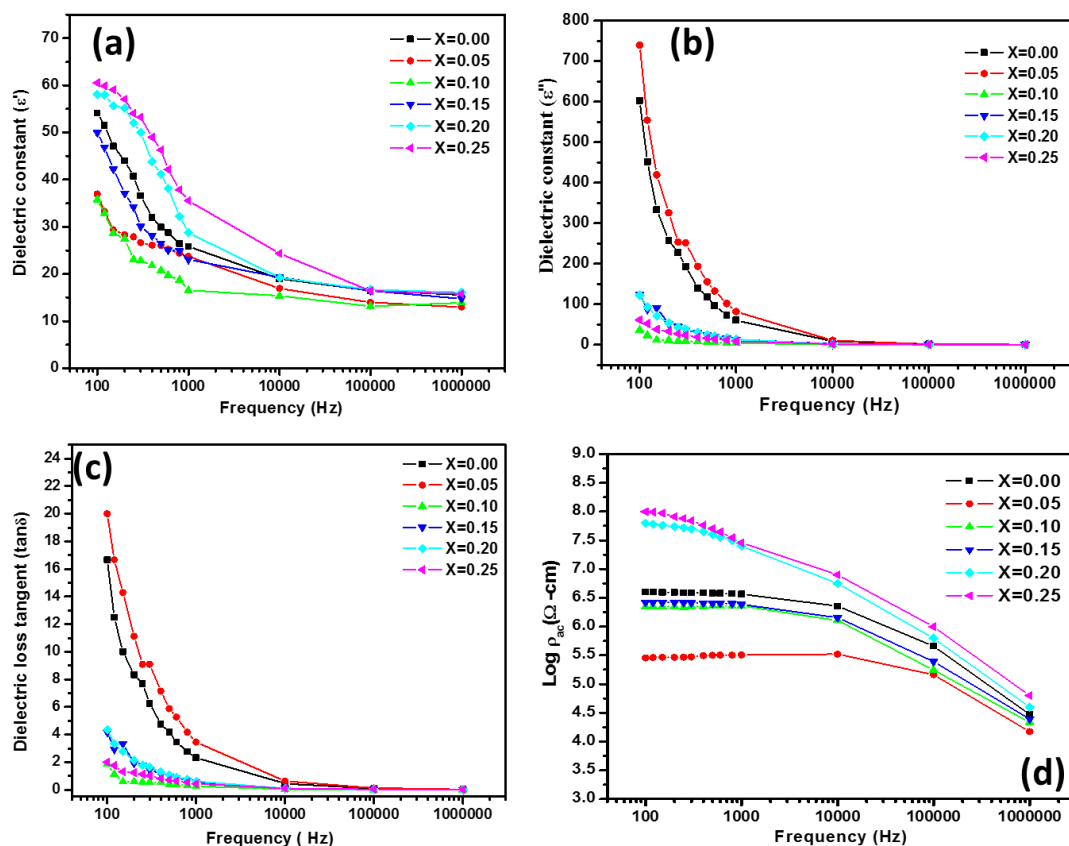 (a)
X=0.00
X=0.05
X=0.10
X=0.15
X=0.20
X=0.25
Dielectric constant (ε')
70
60
50
40
30
20
10
0
100 1000 10000 100000 1000000
Frequency (Hz)
(b)
X=0.00
X=0.05
X=0.10
X=0.15
X=0.20
X=0.25
Dielectric constant (ε'')
700
600
500
400
300
200
100
0
100 1000 10000 100000 1000000
Frequency (Hz)
(c)
X=0.00
X=0.05
X=0.10
X=0.15
X=0.20
X=0.25
Dielectric loss tangent (tanδ)
24
22
20
18
16
14
12
10
8
6
4
2
0
100 1000 10000 100000 1000000
Frequency ( Hz)
X=0.00
X=0.05
X=0.10
X=0.15
X=0.20
X=0.25
Log ρac(Ω -cm)
9.0
8.5
8.0
7.5
7.0
6.5
6.0
5.5
5.0
4.5
4.0
3.5
3.0
(d)
100 1000 10000 100000 1000000
Frequency (Hz)